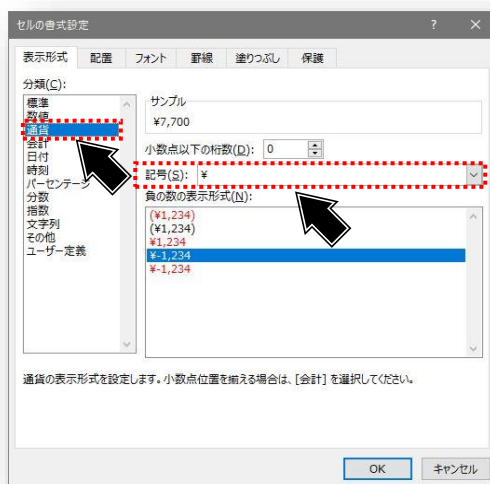 セルの書式設定
? ×
表示形式 配置 フォント 罫線 塗りつぶし 保護
分類(C):
標準
数値
通貨
会計
日付
時刻
パーセンテージ
分数
指数
文字列
その他
ユーザー定義
サンプル
¥7,700
小数点以下の桁数(D): 0
記号(S): ¥
負の数の表示形式(N):
(¥1,234)
(¥1,234)
¥1,234
¥-1,234
¥-1,234
通貨の表示形式を設定します。小数点位置を揃える場合は、[会計] を選択してください。
OK キャンセル